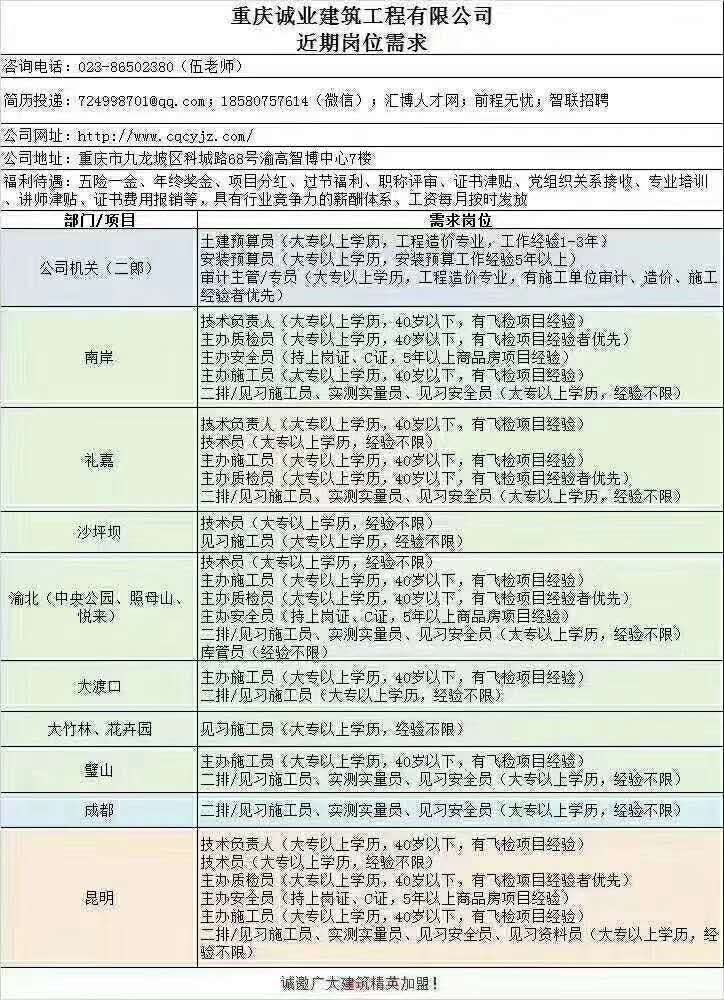 重庆诚业建筑工程有限公司
近期岗位需求
咨询电话：023-86502380（伍老师）
简历投递：724998701@qq.com；18580757614（微信）；汇博人才网；前程无忧；智联招聘
公司网址：http://www.cqcyjz.com/
公司地址：重庆市九龙坡区科城路68号渝高智博中心7楼
福利待遇：五险一金、年终奖金、项目分红、过节福利、职称评审、证书津贴、党组织关系接收、专业培训
、讲师津贴、证书费用报销等，具有行业竞争力的薪酬体系、工资每月按时发放
部门/项目 需求岗位
公司机关（二郎）
土建预算员（大专以上学历，工程造价专业，工作经验1-3年）
安装预算员（大专以上学历，安装预算工作经验5年以上）
审计主管/专员（大专以上学历，工程造价专业，有施工单位审计、造价、施工
经验者优先）
南岸
技术负责人（大专以上学历，40岁以下，有飞检项目经验）
主办质检员（大专以上学历，40岁以下，有飞检项目经验者优先）
主办安全员（持上岗证、C证，5年以上商品房项目经验）
主办施工员（大专以上学历，40岁以下，有飞检项目经验）
二排/见习施工员、实测实量员、见习安全员（大专以上学历，经验不限）
礼嘉
技术负责人（大专以上学历，40岁以下，有飞检项目经验）
技术员（大专以上学历，经验不限）
主办施工员（大专以上学历，40岁以下，有飞检项目经验）
主办质检员（大专以上学历，40岁以下，有飞检项目经验者优先）
二排/见习施工员、实测实量员、见习安全员（大专以上学历，经验不限）
沙坪坝
技术员（大专以上学历，经验不限）
见习施工员（大专以上学历，经验不限）
渝北（中央公园、照母山、
悦来）
技术员（大专以上学历，经验不限）
主办施工员（大专以上学历，40岁以下，有飞检项目经验）
主办质检员（大专以上学历，40岁以下，有飞检项目经验者优先）
主办安全员（持上岗证、C证，5年以上商品房项目经验）
二排/见习施工员、实测实量员、见习安全员（大专以上学历，经验不限）
库管员（经验不限）
大渡口
主办施工员（大专以上学历，40岁以下，有飞检项目经验）
二排/见习施工员（大专以上学历，经验不限）
大竹林、花卉园
见习施工员（大专以上学历，经验不限）
璧山
主办施工员（大专以上学历，40岁以下，有飞检项目经验）
二排/见习施工员、实测实量员、见习安全员（大专以上学历，经验不限）
成都
二排/见习施工员、实测实量员、见习安全员（大专以上学历，经验不限）
昆明
技术负责人（大专以上学历，40岁以下，有飞检项目经验）
技术员（大专以上学历，经验不限）
主办质检员（大专以上学历，40岁以下，有飞检项目经验者优先）
主办安全员（持上岗证、C证，5年以上商品房项目经验）
主办施工员（大专以上学历，40岁以下，有飞检项目经验）
二排/见习施工员、实测实量员、见习安全员、见习资料员（大专以上学历，经
验不限）
诚邀广大建筑精英加盟！